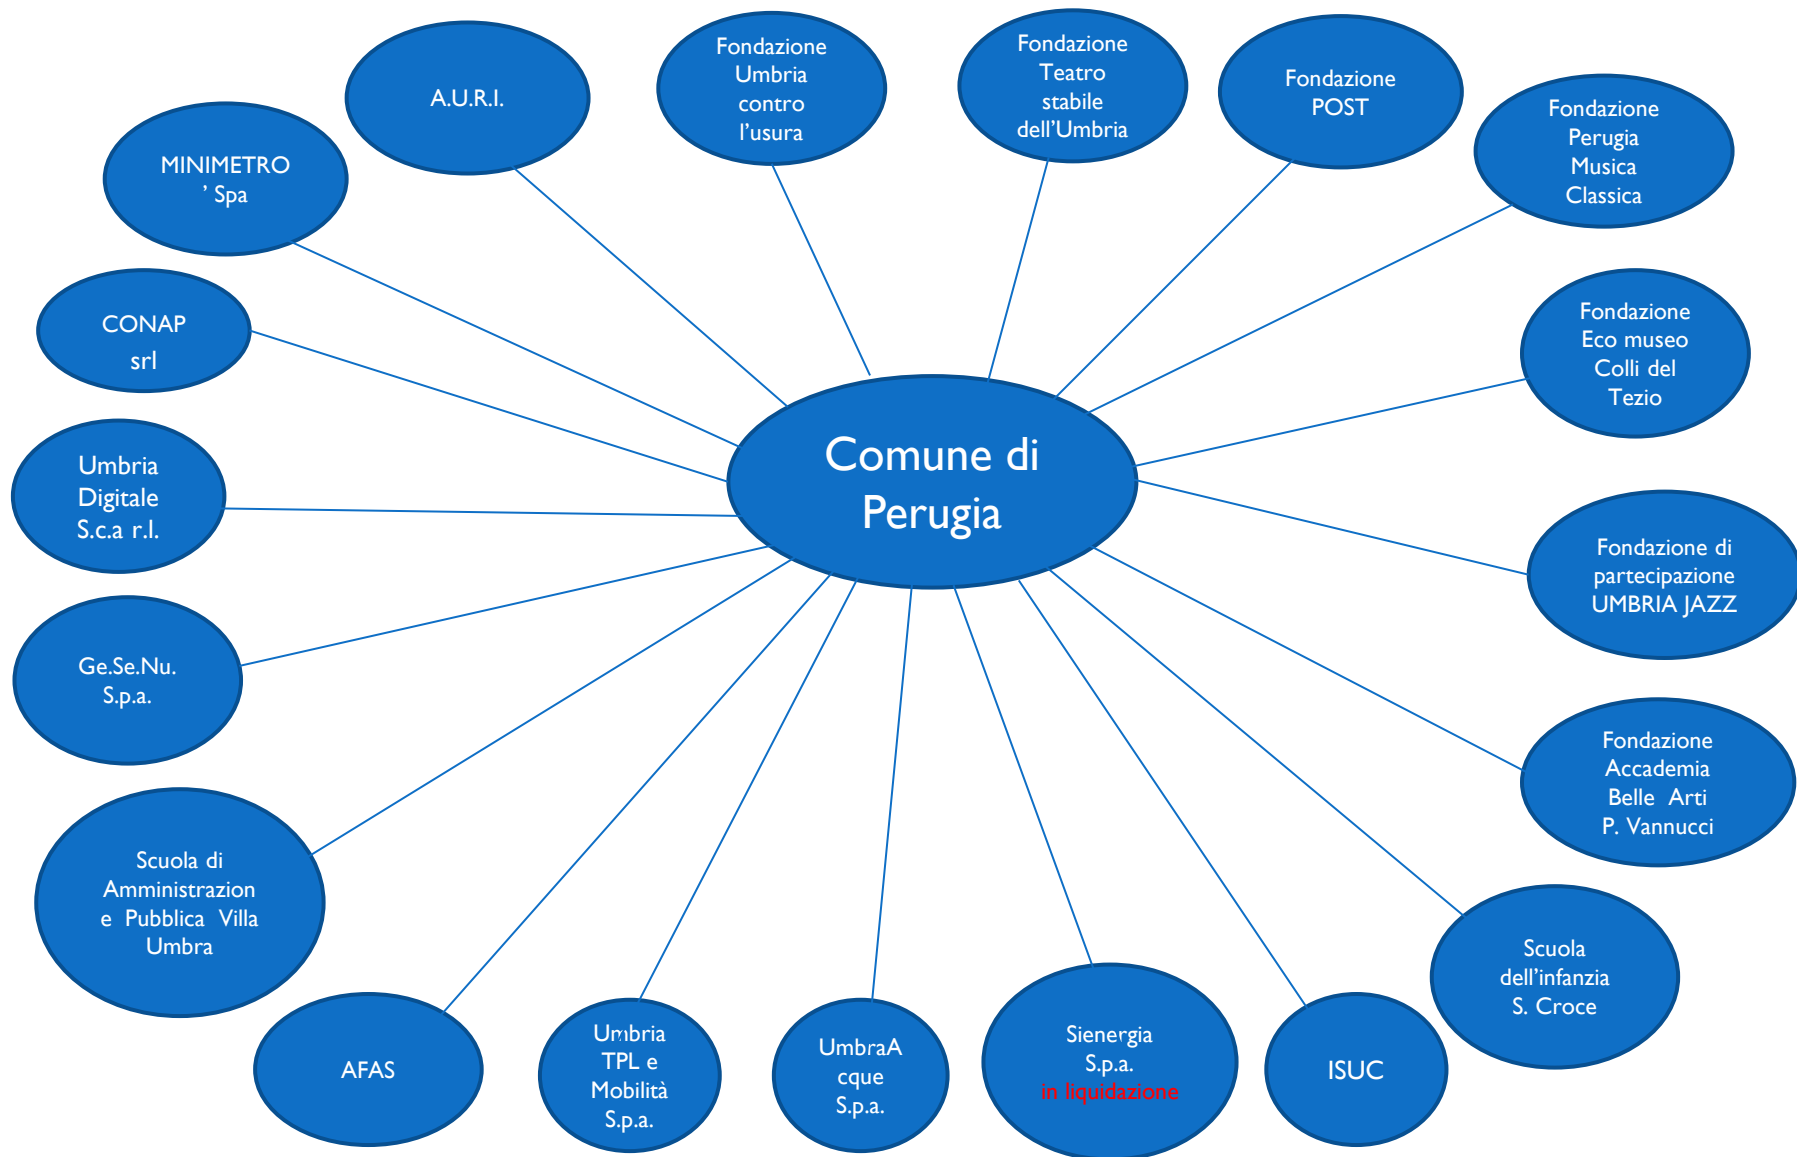 A.U.R.I.
Fondazione
Umbria
contro
l'usura
Fondazione
Teatro
stabile
dell'Umbria
Fondazione
POST
Fondazione
Perugia
Musica
Classica
MINIMETRO
' Spa
CONAP
srl
Fondazione
Eco museo
Colli del
Tezio
Comune di
Perugia
Umbria
Digitale
S.c.a r.l.
Fondazione di
partecipazione
UMBRIA JAZZ
Ge.Se.Nu.
S.p.a.
Fondazione
Accademia
Belle Arti
P. Vannucci
Scuola di
Amministrazion
e Pubblica Villa
Umbra
Scuola
dell'infanzia
S. Croce
AFAS
Umbria
TPL e
Mobilità
S.p.a.
UmbraA
cque
S.p.a.
Sienergia
S.p.a.
in liquidazione
ISUC